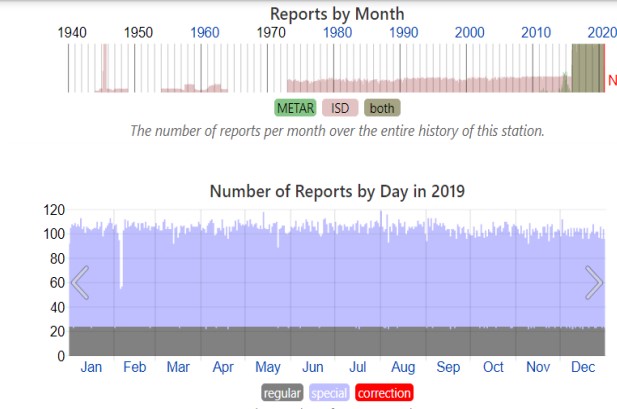 Reports by Month
1940 1950 1960 1970 1980 1990 2000 2010 2020
N
METAR ISD both
The number of reports per month over the entire history of this station.
Number of Reports by Day in 2019
120
100
80
60
40
20
0
Jan Feb Mar Apr May Jun Jul Aug Sep Oct Nov Dec
regular special correction